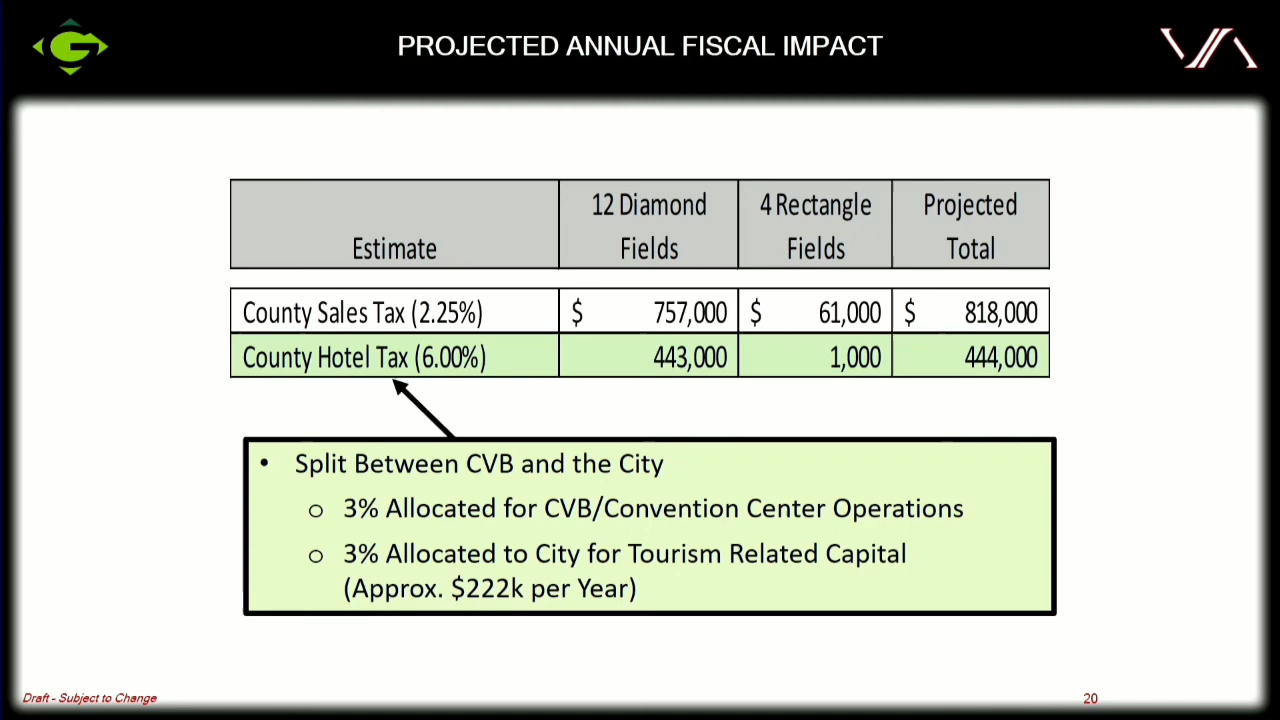 PROJECTED ANNUAL FISCAL IMPACT
Estimate 12 Diamond Fields 4 Rectangle Fields Projected Total
County Sales Tax (2.25%) $ 757,000 $ 61,000 $ 818,000
County Hotel Tax (6.00%) 443,000 1,000 444,000
• Split Between CVB and the City
o 3% Allocated for CVB/Convention Center Operations
o 3% Allocated to City for Tourism Related Capital
(Approx. $222k per Year)
Draft - Subject to Change 20